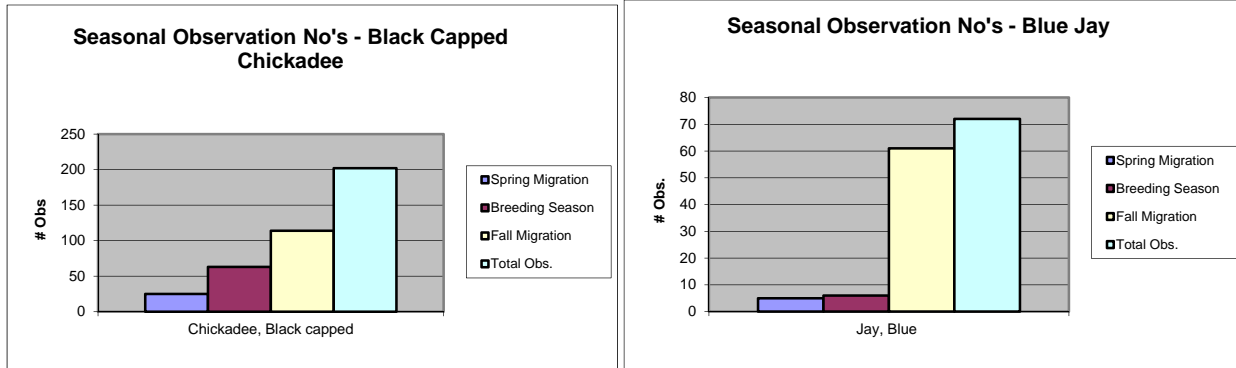 Seasonal Observation No's - Black Capped
Chickadee
250
200
150
100
50
0
# Obs
Chickadee, Black capped
Spring Migration
Breeding Season
Fall Migration
Total Obs.
Seasonal Observation No's - Blue Jay
80
70
60
50
40
30
20
10
0
# Obs.
Jay, Blue
Spring Migration
Breeding Season
Fall Migration
Total Obs.